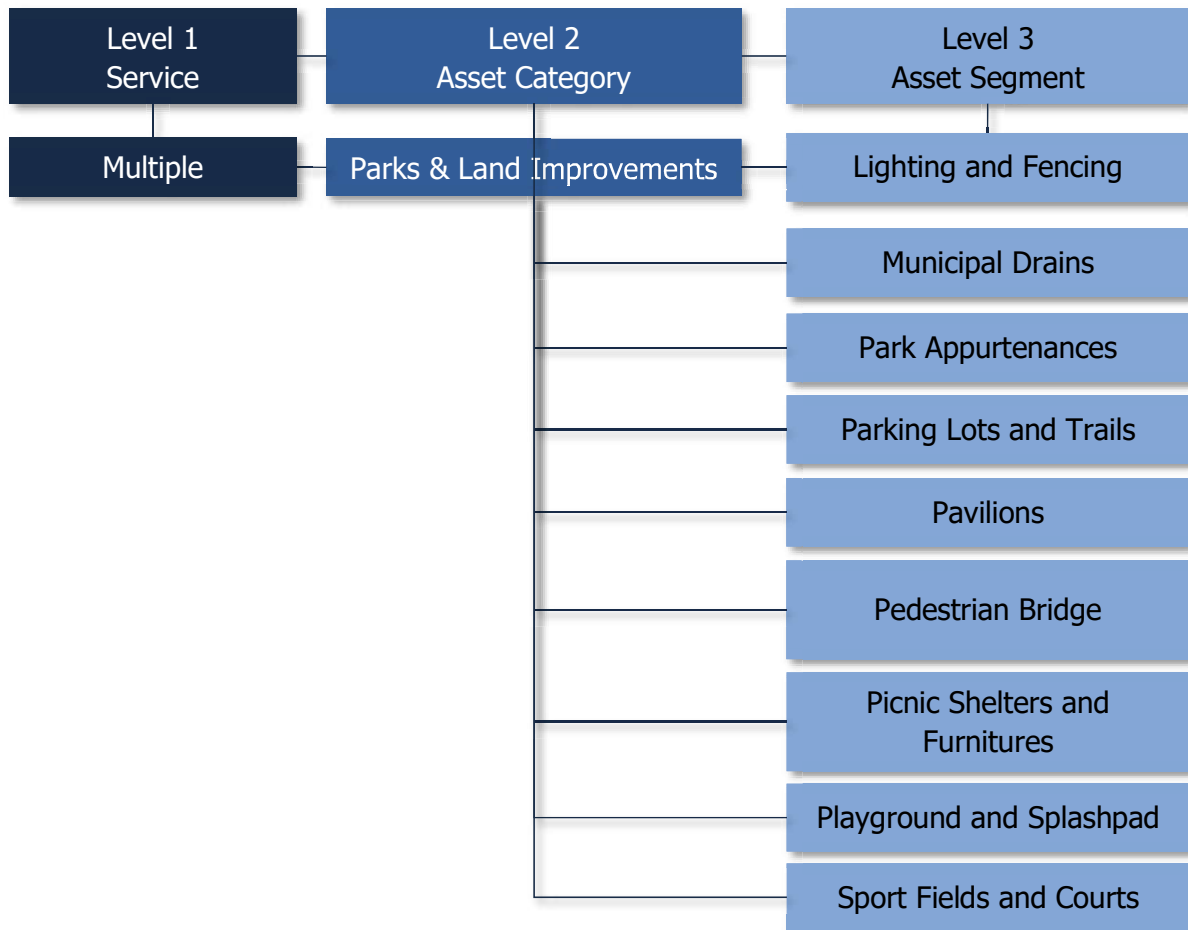 Level 1
Service
Level 2
Asset Category
Level 3
Asset Segment
Multiple
Parks & Land Improvements
Lighting and Fencing
Municipal Drains
Park Appurtenances
Parking Lots and Trails
Pavilions
Pedestrian Bridge
Picnic Shelters and
Furnitures
Playground and Splashpad
Sport Fields and Courts